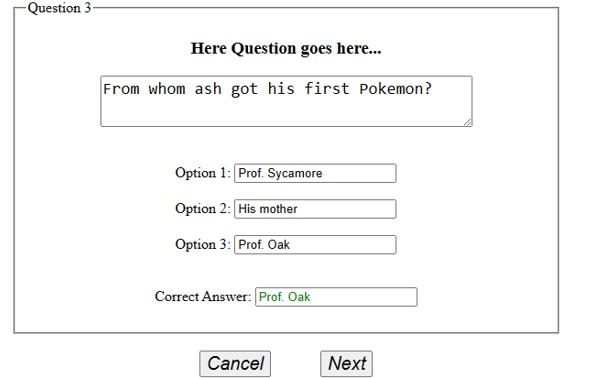 Question 3
Here Question goes here...
From whom ash got his first Pokemon?
Option 1: Prof. Sycamore
Option 2: His mother
Option 3: Prof. Oak
Correct Answer: Prof. Oak
Cancel Next